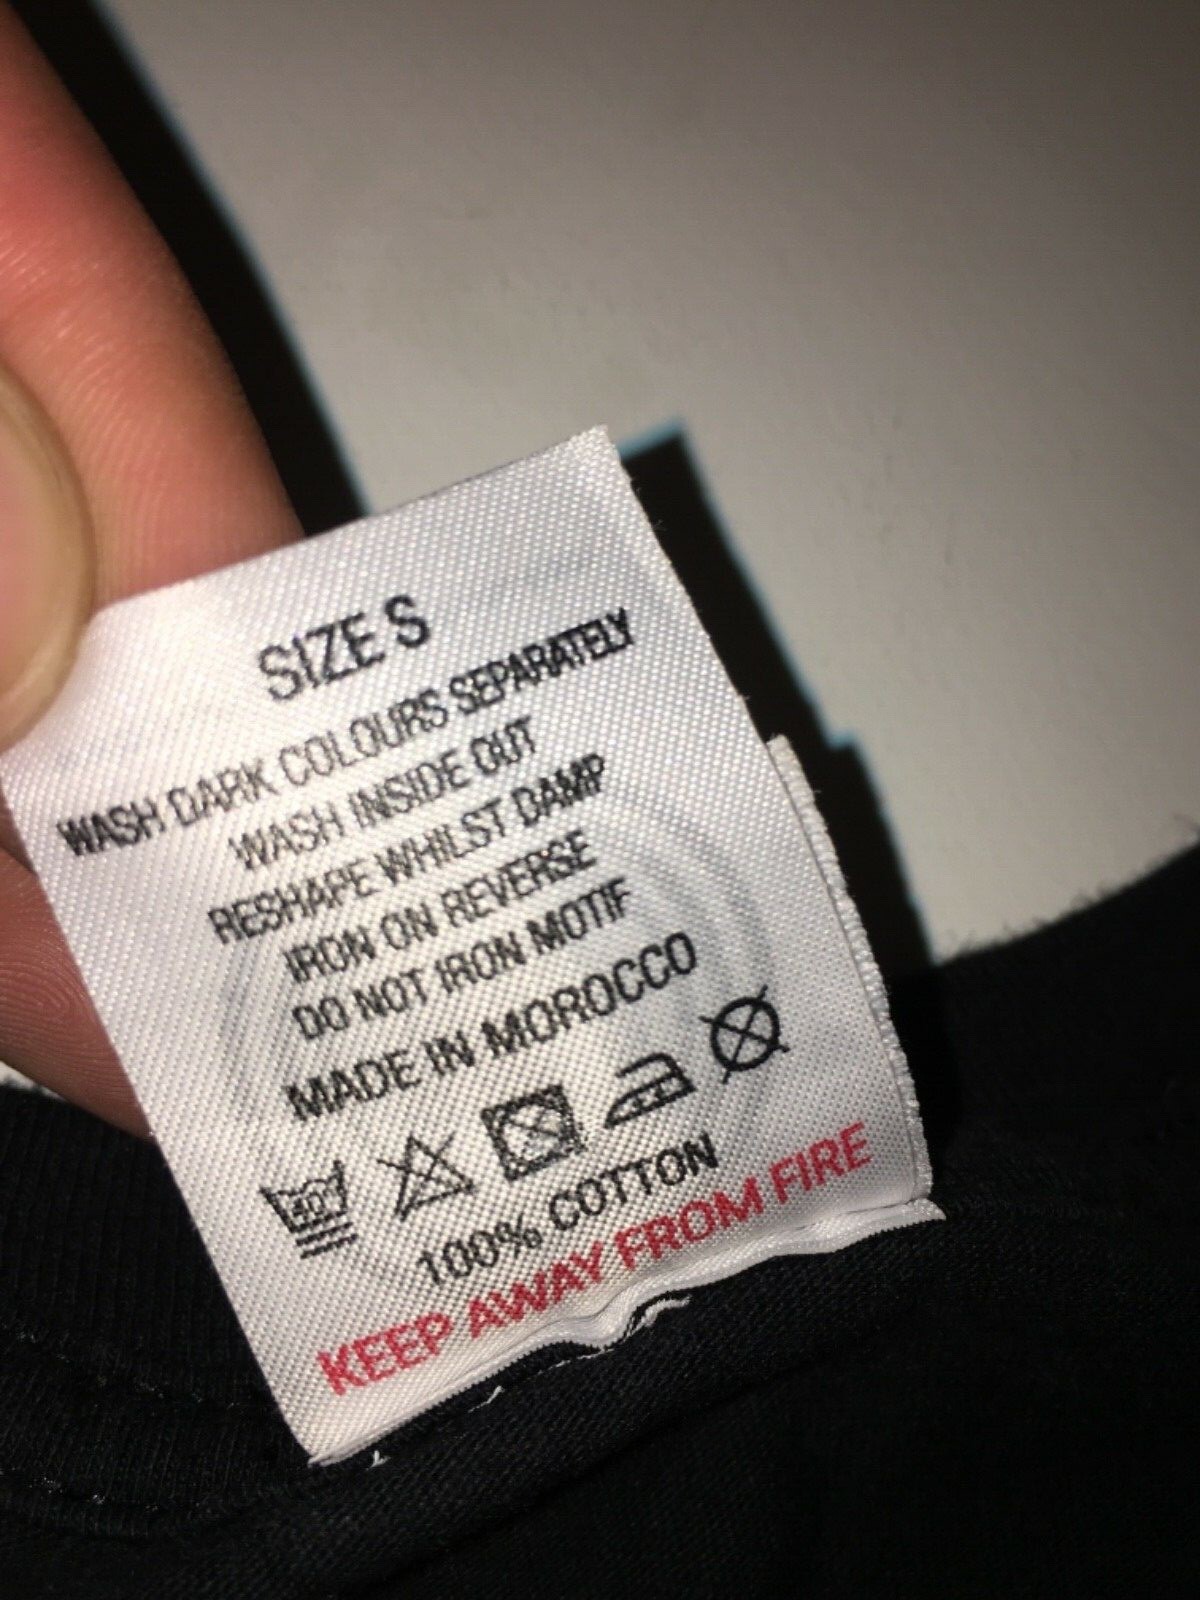 SIZE S
WASH DARK COLOURS SEPARATELY
WASH INSIDE OUT
RESHAPE WHILST DAMP
IRON ON REVERSE
DO NOT IRON MOTIF
MADE IN MOROCCO
40°
100% COTTON
KEEP AWAY FROM FIRE